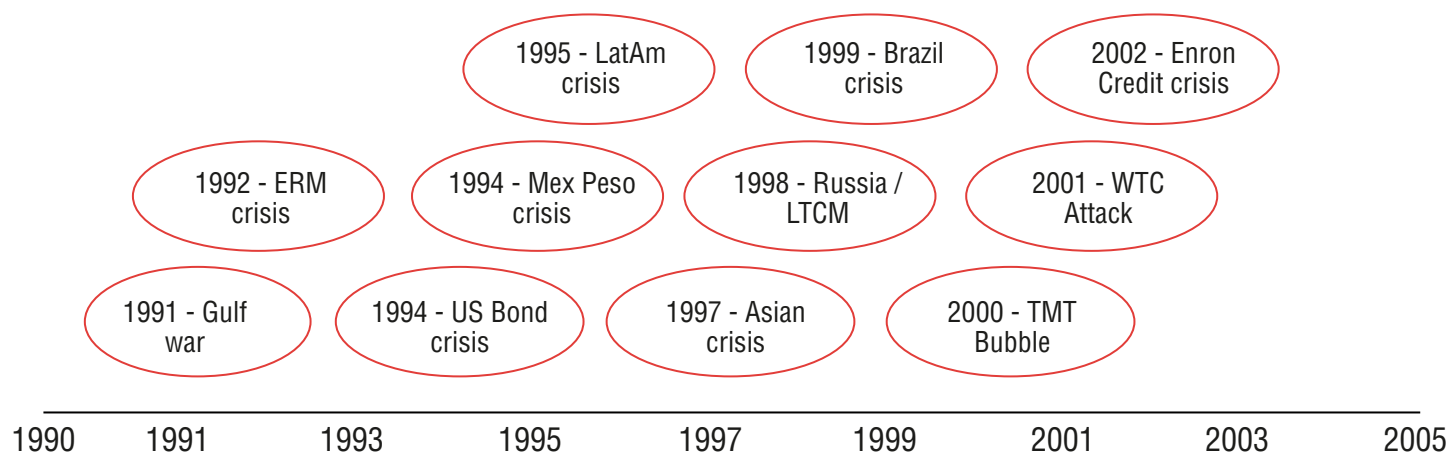 1995 - LatAm
crisis
1999 - Brazil
crisis
2002 - Enron
Credit crisis
1992 - ERM
crisis
1994 - Mex Peso
crisis
1998 - Russia /
LTCM
2001 - WTC
Attack
1991 - Gulf
war
1994 - US Bond
crisis
1997 - Asian
crisis
2000 - TMT
Bubble
1990 1991 1993 1995 1997 1999 2001 2003 2005